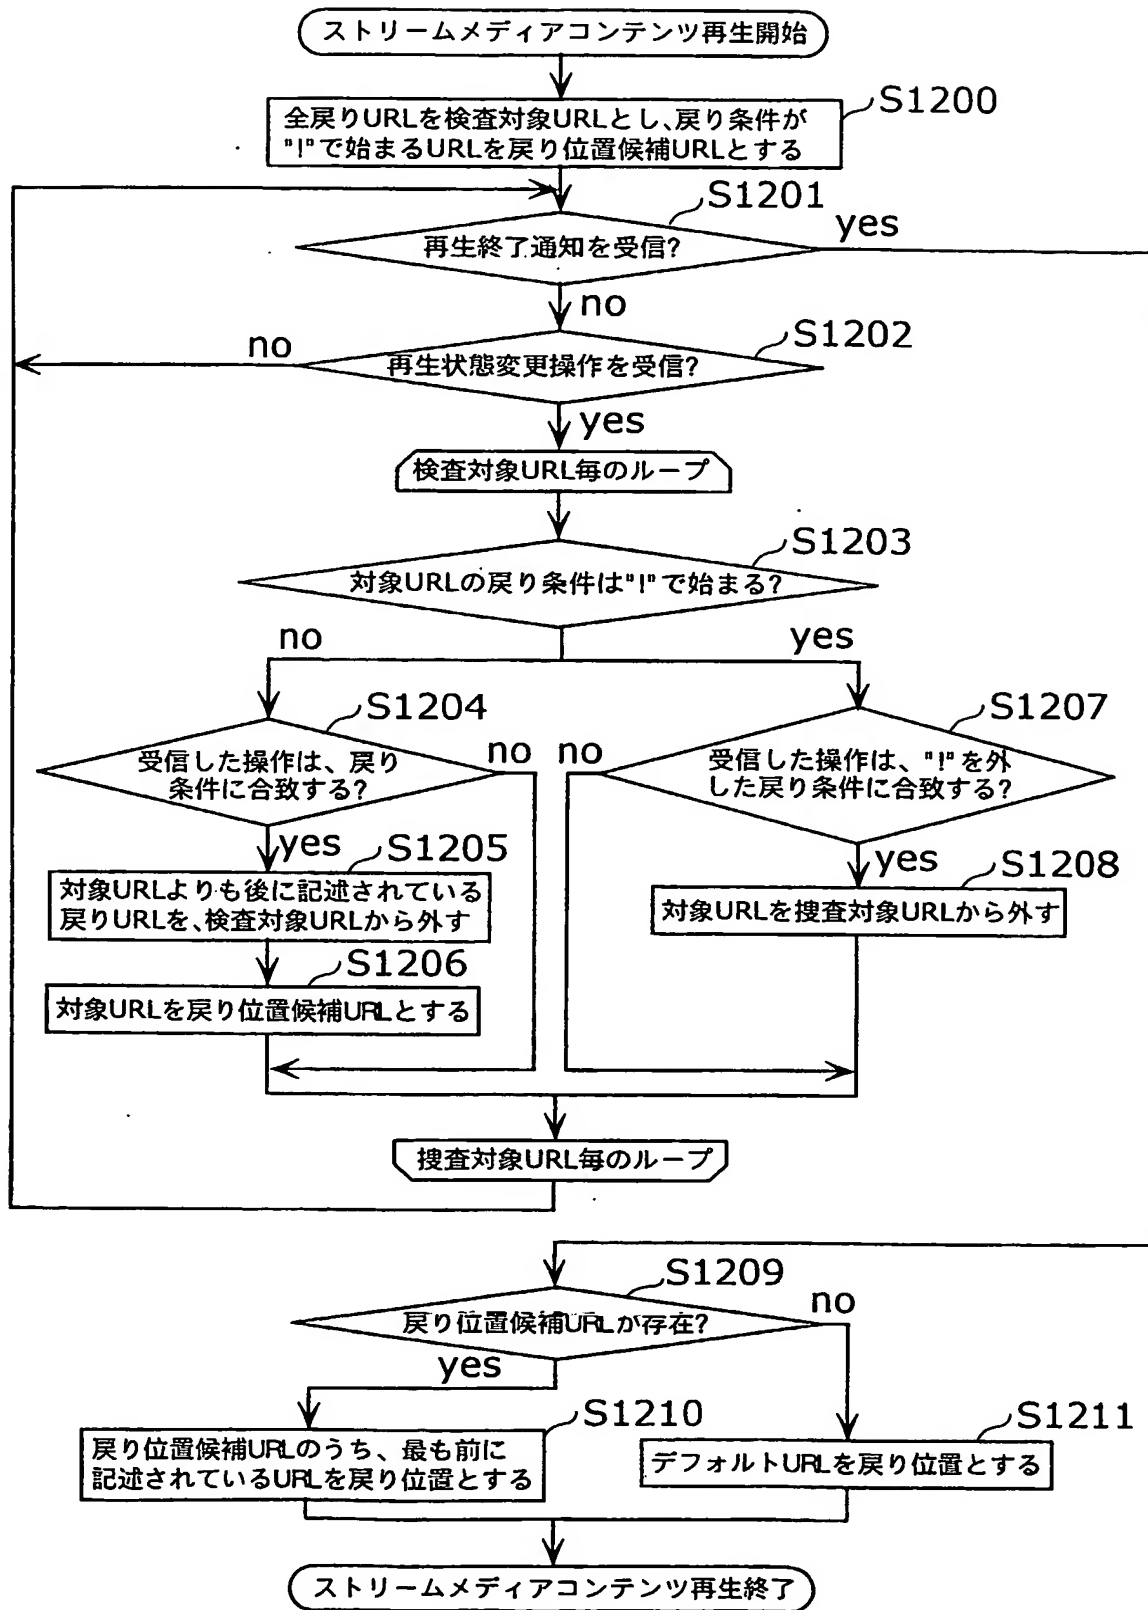 ストリームメディアコンテンツ再生開始
S1200
全戻りURLを検査対象URLとし、戻り条件が
"!"で始まるURLを戻り位置候補URLとする
S1201
再生終了通知を受信?
yes
no
S1202
再生状態変更操作を受信?
no
yes
検査対象URL毎のループ
S1203
対象URLの戻り条件は"!"で始まる?
no
yes
S1204
受信した操作は、戻り
条件に合致する?
no
yes
S1207
受信した操作は、"!"を外
した戻り条件に合致する?
no
yes
S1205
対象URLよりも後に記述されている
戻りURLを、検査対象URLから外す
S1208
対象URLを捜査対象URLから外す
S1206
対象URLを戻り位置候補URLとする
捜査対象URL毎のループ
S1209
戻り位置候補URLが存在?
no
yes
S1210
戻り位置候補URLのうち、最も前に
記述されているURLを戻り位置とする
S1211
デフォルトURLを戻り位置とする
ストリームメディアコンテンツ再生終了